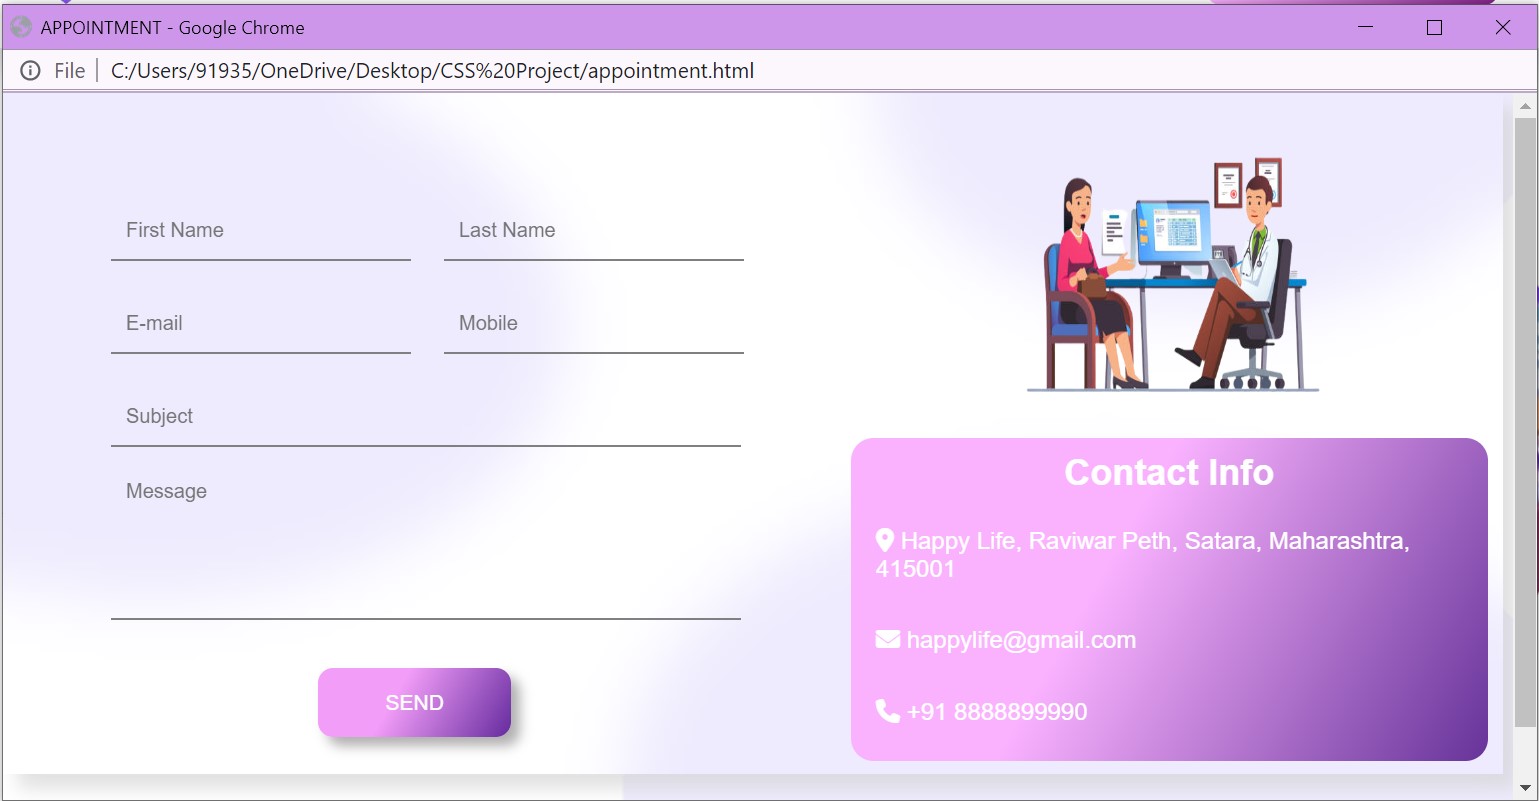 APPOINTMENT - Google Chrome
File
C:/Users/91935/OneDrive/Desktop/CSS%20Project/appointment.html
First Name
Last Name
E-mail
Mobile
Subject
Message
SEND
Contact Info
Happy Life, Raviwar Peth, Satara, Maharashtra,
415001
happylife@gmail.com
+91 8888899990